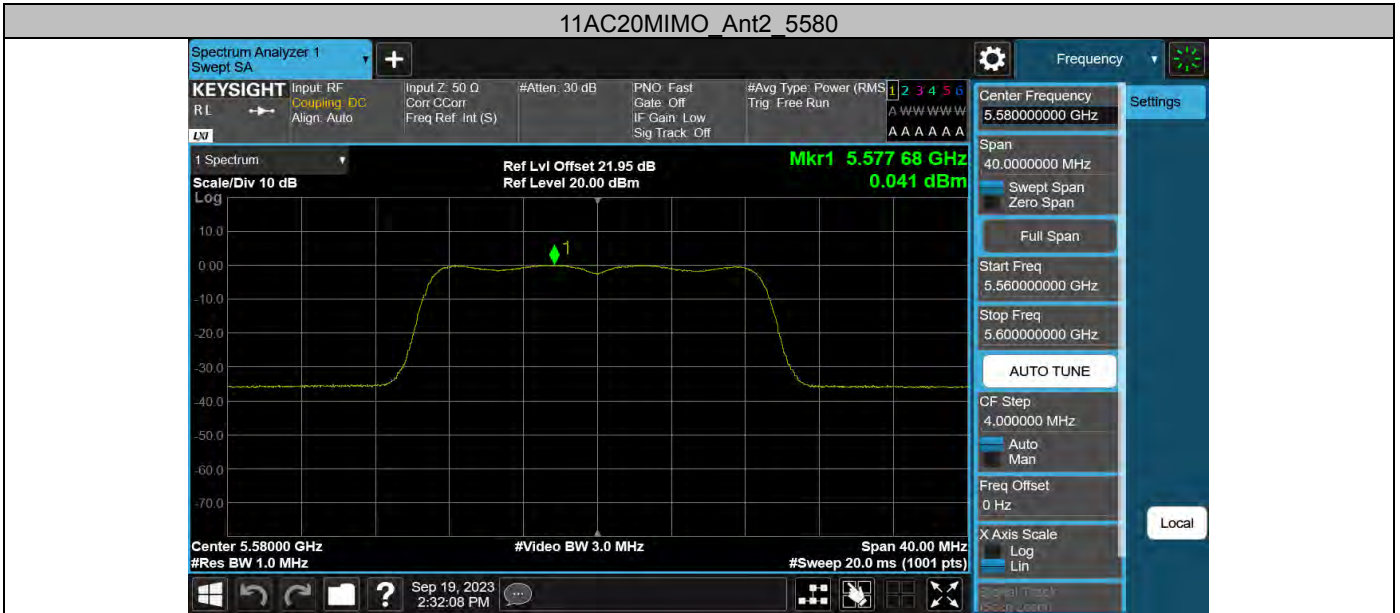 11AC20MIMO_Ant2_5580
Spectrum Analyzer 1
Swept SA
Frequency
KEYSIGHT
RL
LXI
Input: RF
Coupling: DC
Align: Auto
Input Z: 50 Ω
Corr CCorr
Freq Ref: Int (S)
#Atten: 30 dB
PNO: Fast
Gate: Off
IF Gain: Low
Sig Track: Off
#Avg Type: Power (RMS
Trig: Free Run
1 2 3 4 5 6
A W W W W W
A A A A A A
1 Spectrum
Scale/Div 10 dB
Ref Lvl Offset 21.95 dB
Ref Level 20.00 dBm
Mkr1 5.577 68 GHz
0.041 dBm
Log
10.0
0.00
-10.0
-20.0
-30.0
-40.0
-50.0
-60.0
-70.0
1
Center 5.58000 GHz
#Video BW 3.0 MHz
Span 40.00 MHz
#Res BW 1.0 MHz
#Sweep 20.0 ms (1001 pts)
Sep 19, 2023
2:32:08 PM
Center Frequency
5.580000000 GHz
Settings
Span
40.0000000 MHz
Swept Span
Zero Span
Full Span
Start Freq
5.560000000 GHz
Stop Freq
5.600000000 GHz
AUTO TUNE
CF Step
4.000000 MHz
Auto
Man
Freq Offset
0 Hz
X Axis Scale
Log
Lin
Local
Signal Track
(Span Zoom)